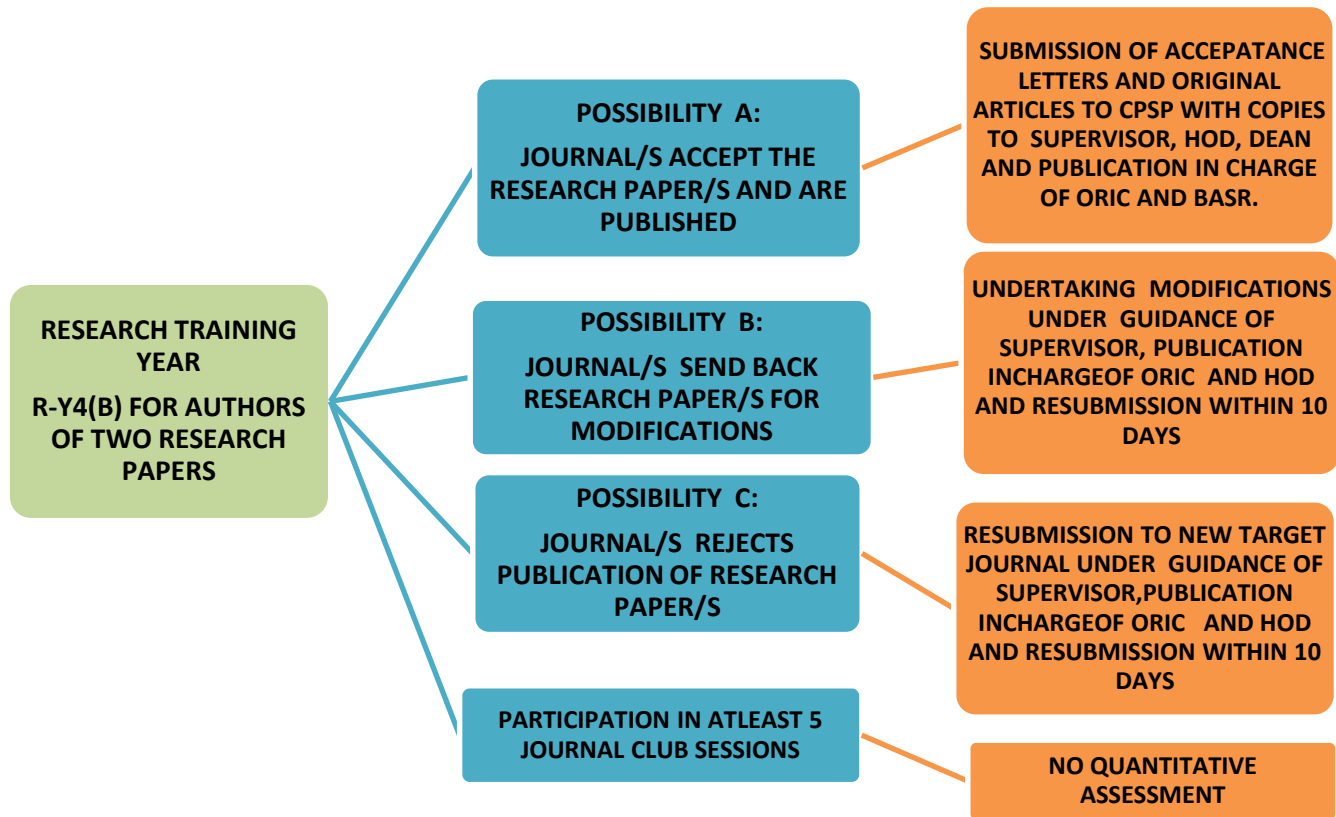 RESEARCH TRAINING
YEAR
R-Y4(B) FOR AUTHORS
OF TWO RESEARCH
PAPERS
POSSIBILITY A:
JOURNAL/S ACCEPT THE
RESEARCH PAPER/S AND ARE
PUBLISHED
SUBMISSION OF ACCEPATANCE
LETTERS AND ORIGINAL
ARTICLES TO CPSP WITH COPIES
TO SUPERVISOR, HOD, DEAN
AND PUBLICATION IN CHARGE
OF ORIC AND BASR.
POSSIBILITY B:
JOURNAL/S SEND BACK
RESEARCH PAPER/S FOR
MODIFICATIONS
UNDERTAKING MODIFICATIONS
UNDER GUIDANCE OF
SUPERVISOR, PUBLICATION
INCHARGEOF ORIC AND HOD
AND RESUBMISSION WITHIN 10
DAYS
POSSIBILITY C:
JOURNAL/S REJECTS
PUBLICATION OF RESEARCH
PAPER/S
RESUBMISSION TO NEW TARGET
JOURNAL UNDER GUIDANCE OF
SUPERVISOR,PUBLICATION
INCHARGEOF ORIC AND HOD
AND RESUBMISSION WITHIN 10
DAYS
PARTICIPATION IN ATLEAST 5
JOURNAL CLUB SESSIONS
NO QUANTITATIVE
ASSESSMENT